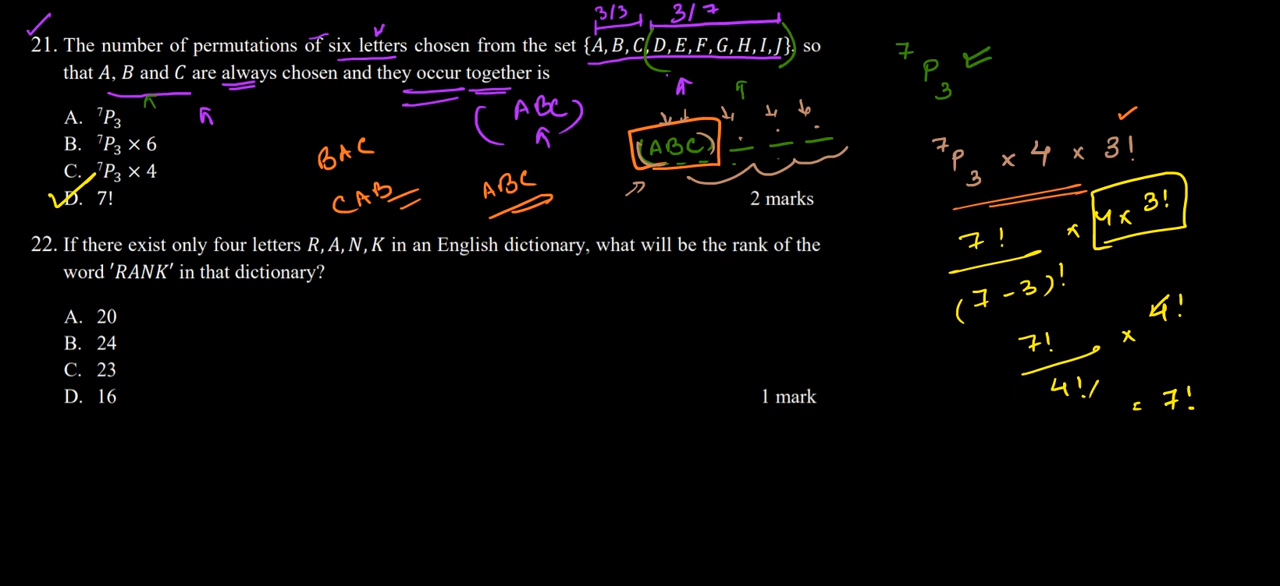 3/3 3/7
21. The number of permutations of six letters chosen from the set {A, B, C, D, E, F, G, H, I, J}, so
that A, B and C are always chosen and they occur together is
A. ⁷P₃
B. ⁷P₃ × 6
C. ⁷P₃ × 4
D. 7!
2 marks
(ABC)
(ABC)
BAC
CAB
ABC
⁷P₃
⁷P₃ × 4 × 3!
7! / (7 - 3)! × 4 × 3!
7! / 4! × 4!
= 7!
22. If there exist only four letters R, A, N, K in an English dictionary, what will be the rank of the
word 'RANK' in that dictionary?
A. 20
B. 24
C. 23
D. 16
1 mark